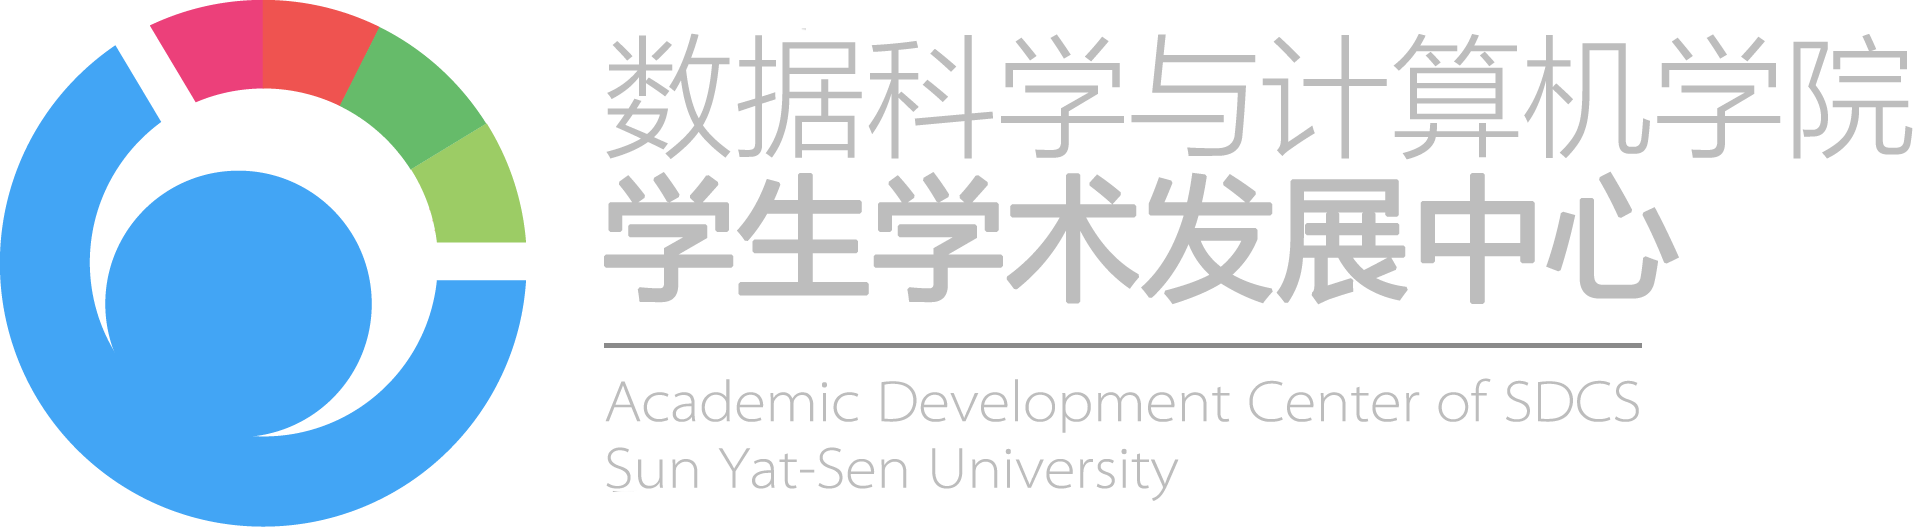 数据科学与计算机学院
学生学术发展中心
Academic Development Center of SDCS
Sun Yat-Sen University